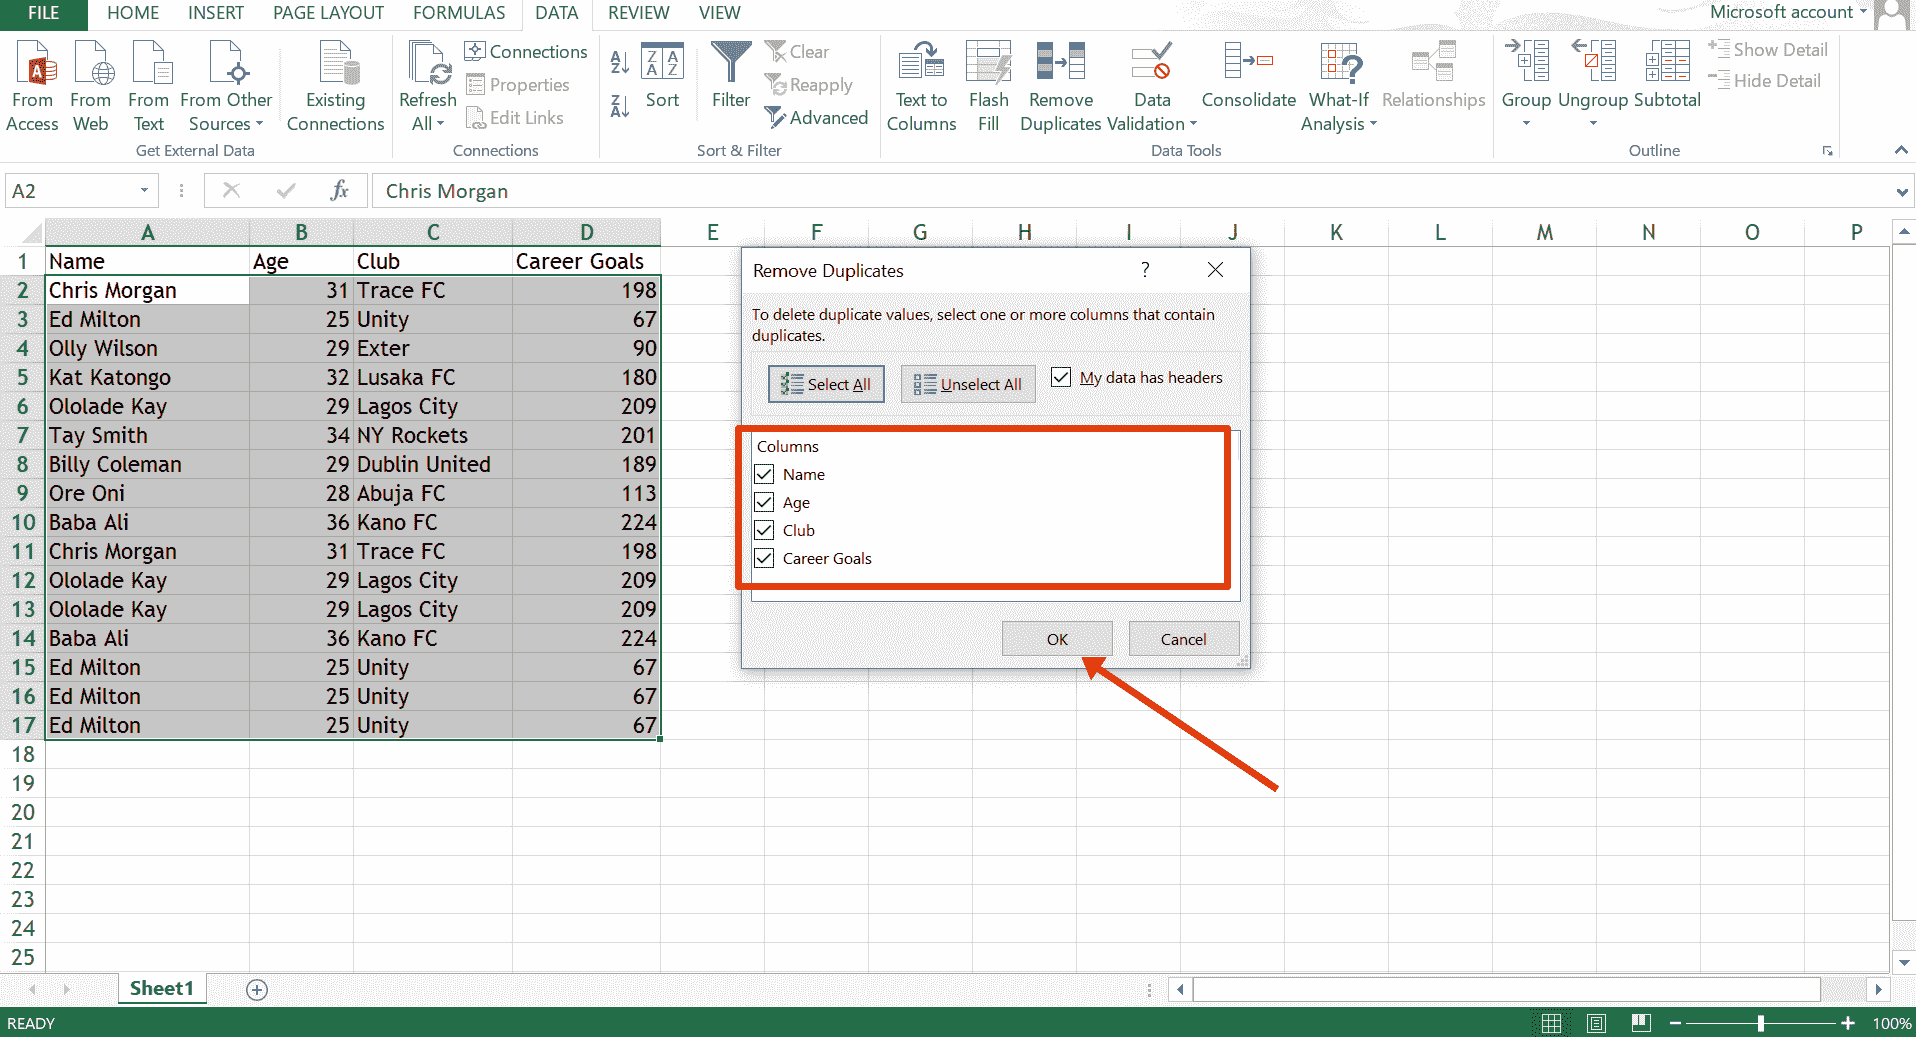 FILE HOME INSERT PAGE LAYOUT FORMULAS DATA REVIEW VIEW Microsoft account
From Access
From Web
From Text
From Other Sources
Existing Connections
Get External Data
Refresh All
Connections
Properties
Edit Links
Connections
Sort
Filter
Clear
Reapply
Advanced
Sort & Filter
Text to Columns
Flash Fill
Remove Duplicates
Data Validation
Consolidate
What-If Analysis
Relationships
Data Tools
Group
Ungroup
Subtotal
Show Detail
Hide Detail
Outline
A2 fx Chris Morgan
A B C D E F G H I J K L M N O P
1 Name Age Club Career Goals
2 Chris Morgan 31 Trace FC 198
3 Ed Milton 25 Unity 67
4 Olly Wilson 29 Exter 90
5 Kat Katongo 32 Lusaka FC 180
6 Ololade Kay 29 Lagos City 209
7 Tay Smith 34 NY Rockets 201
8 Billy Coleman 29 Dublin United 189
9 Ore Oni 28 Abuja FC 113
10 Baba Ali 36 Kano FC 224
11 Chris Morgan 31 Trace FC 198
12 Ololade Kay 29 Lagos City 209
13 Ololade Kay 29 Lagos City 209
14 Baba Ali 36 Kano FC 224
15 Ed Milton 25 Unity 67
16 Ed Milton 25 Unity 67
17 Ed Milton 25 Unity 67
18
19
20
21
22
23
24
25
Remove Duplicates ?
To delete duplicate values, select one or more columns that contain
duplicates.
Select All Unselect All My data has headers
Columns
Name
Age
Club
Career Goals
OK Cancel
Sheet1
READY 100%